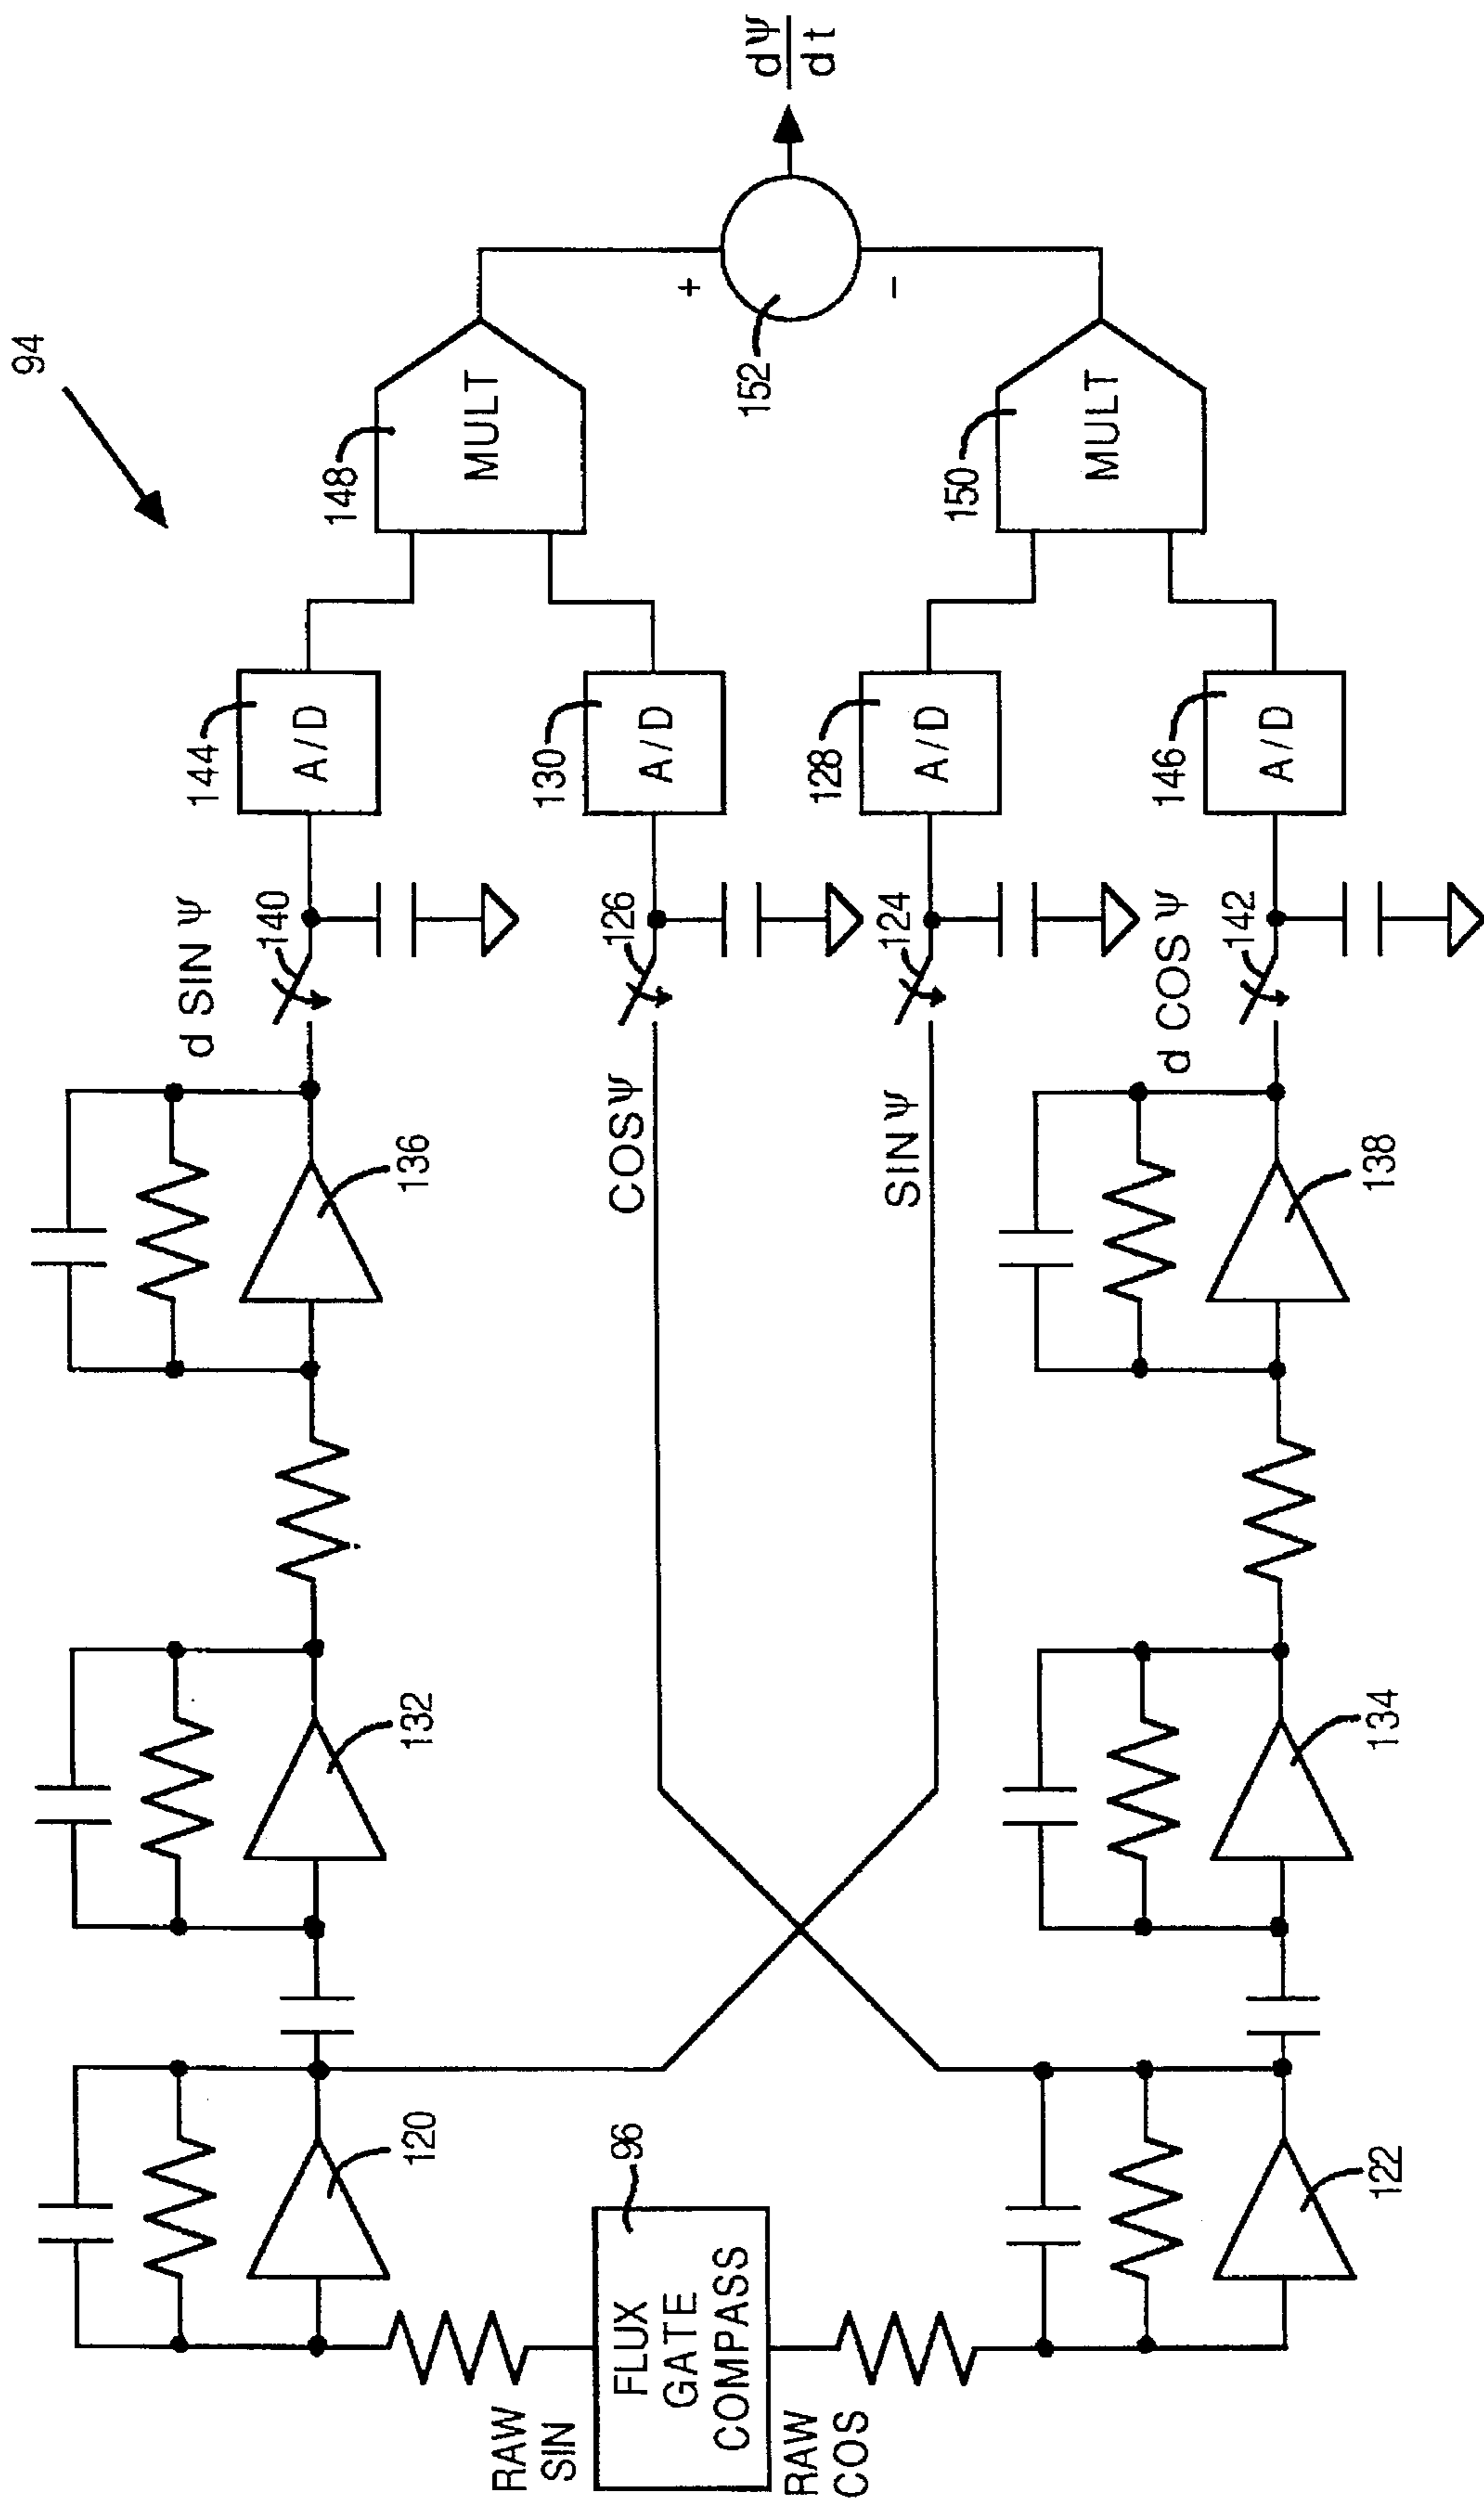 94
RAW
SIN
FLUX
GATE
COMPASS
96
RAW
COS
120
132
136
d SIN Ψ
140
144
A/D
148
MULT
COSΨ
126
130
A/D
152
+
−
dΨ
dt
SINΨ
124
128
A/D
150
MULT
122
134
138
d COS Ψ
142
146
A/D